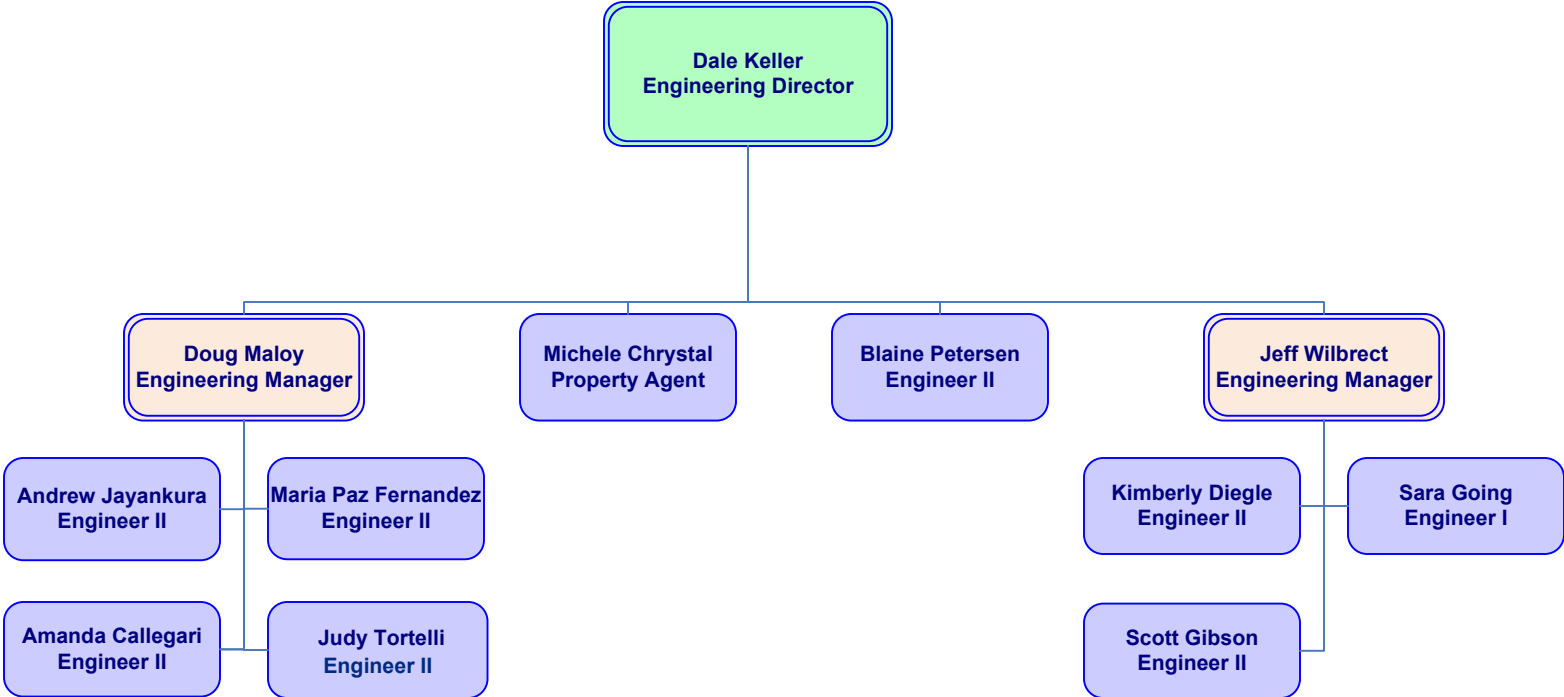 Dale Keller
Engineering Director
Doug Maloy
Engineering Manager
Michele Chrystal
Property Agent
Blaine Petersen
Engineer II
Jeff Wilbrect
Engineering Manager
Andrew Jayankura
Engineer II
Maria Paz Fernandez
Engineer II
Kimberly Diegle
Engineer II
Sara Going
Engineer I
Amanda Callegari
Engineer II
Judy Tortelli
Engineer II
Scott Gibson
Engineer II